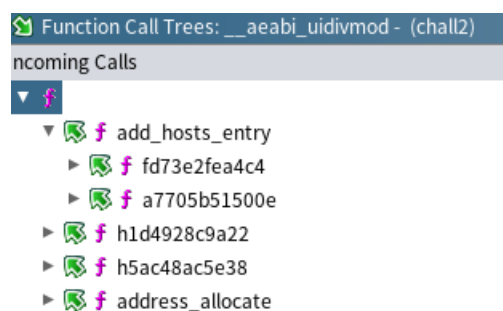 Function Call Trees: __aeabi_uidivmod - (chall2)
ncoming Calls
f
f add_hosts_entry
f fd73e2fea4c4
f a7705b51500e
f h1d4928c9a22
f h5ac48ac5e38
f address_allocate